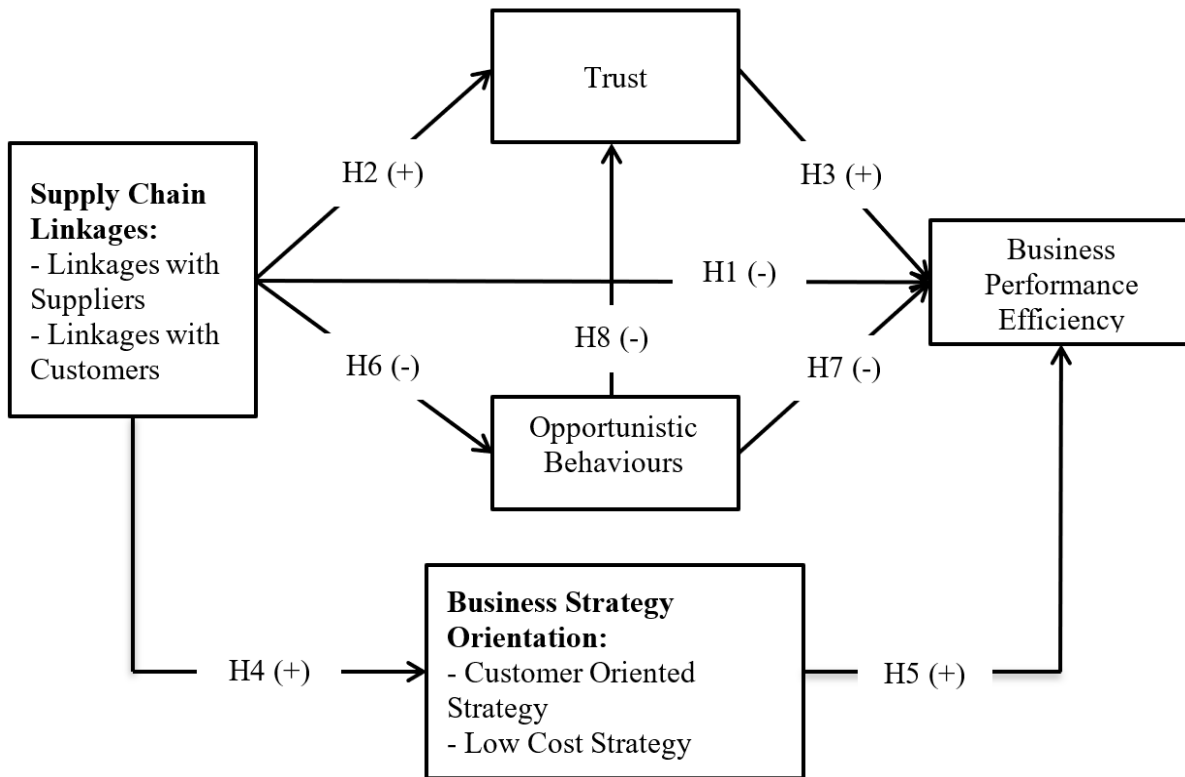 Trust
H2 (+)
H3 (+)
Supply Chain
Linkages:
- Linkages with
Suppliers
- Linkages with
Customers
H1 (-)
Business
Performance
Efficiency
H8 (-)
H6 (-)
H7 (-)
Opportunistic
Behaviours
Business Strategy
Orientation:
- Customer Oriented
Strategy
- Low Cost Strategy
H4 (+)
H5 (+)